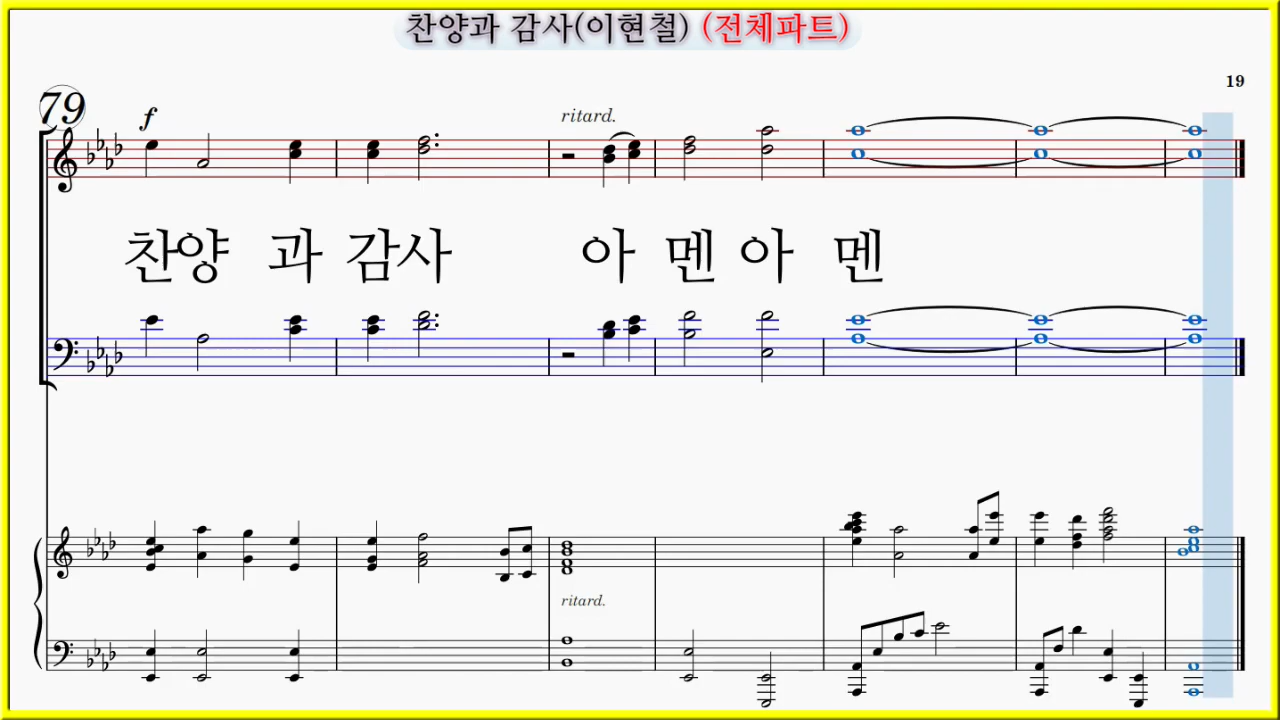 찬양과 감사(이현철) (전체파트)
19
79
f
ritard.
찬양 과 감사 아 멘 아 멘
ritard.